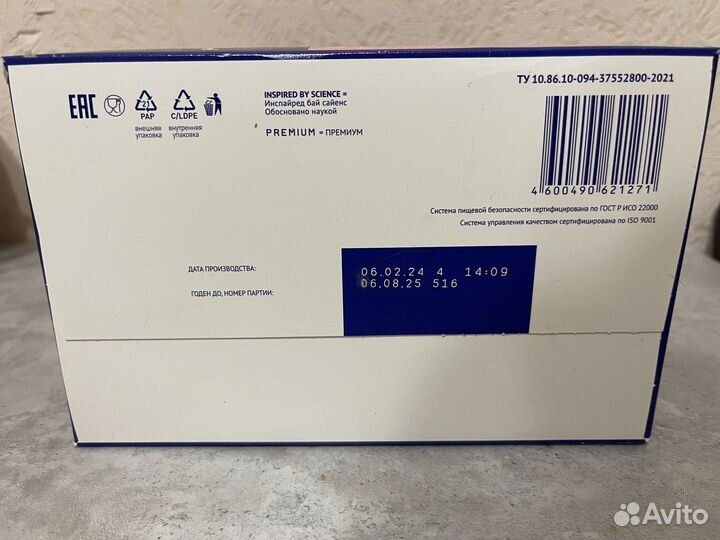 ТУ 10.86.10-094-37552800-2021
EAC
21
PAP
внешняя
упаковка
C/LDPE
внутренняя
упаковка
INSPIRED BY SCIENCE =
Инспайред бай сайенс
Обосновано наукой
PREMIUM = ПРЕМИУМ
4 600490 621271
Система пищевой безопасности сертифицирована по ГОСТ Р ИСО 22000
Система управления качеством сертифицирована по ISO 9001
ДАТА ПРОИЗВОДСТВА:
06.02.24 4 14:09
ГОДЕН ДО, НОМЕР ПАРТИИ:
06.08.25 516
Avito